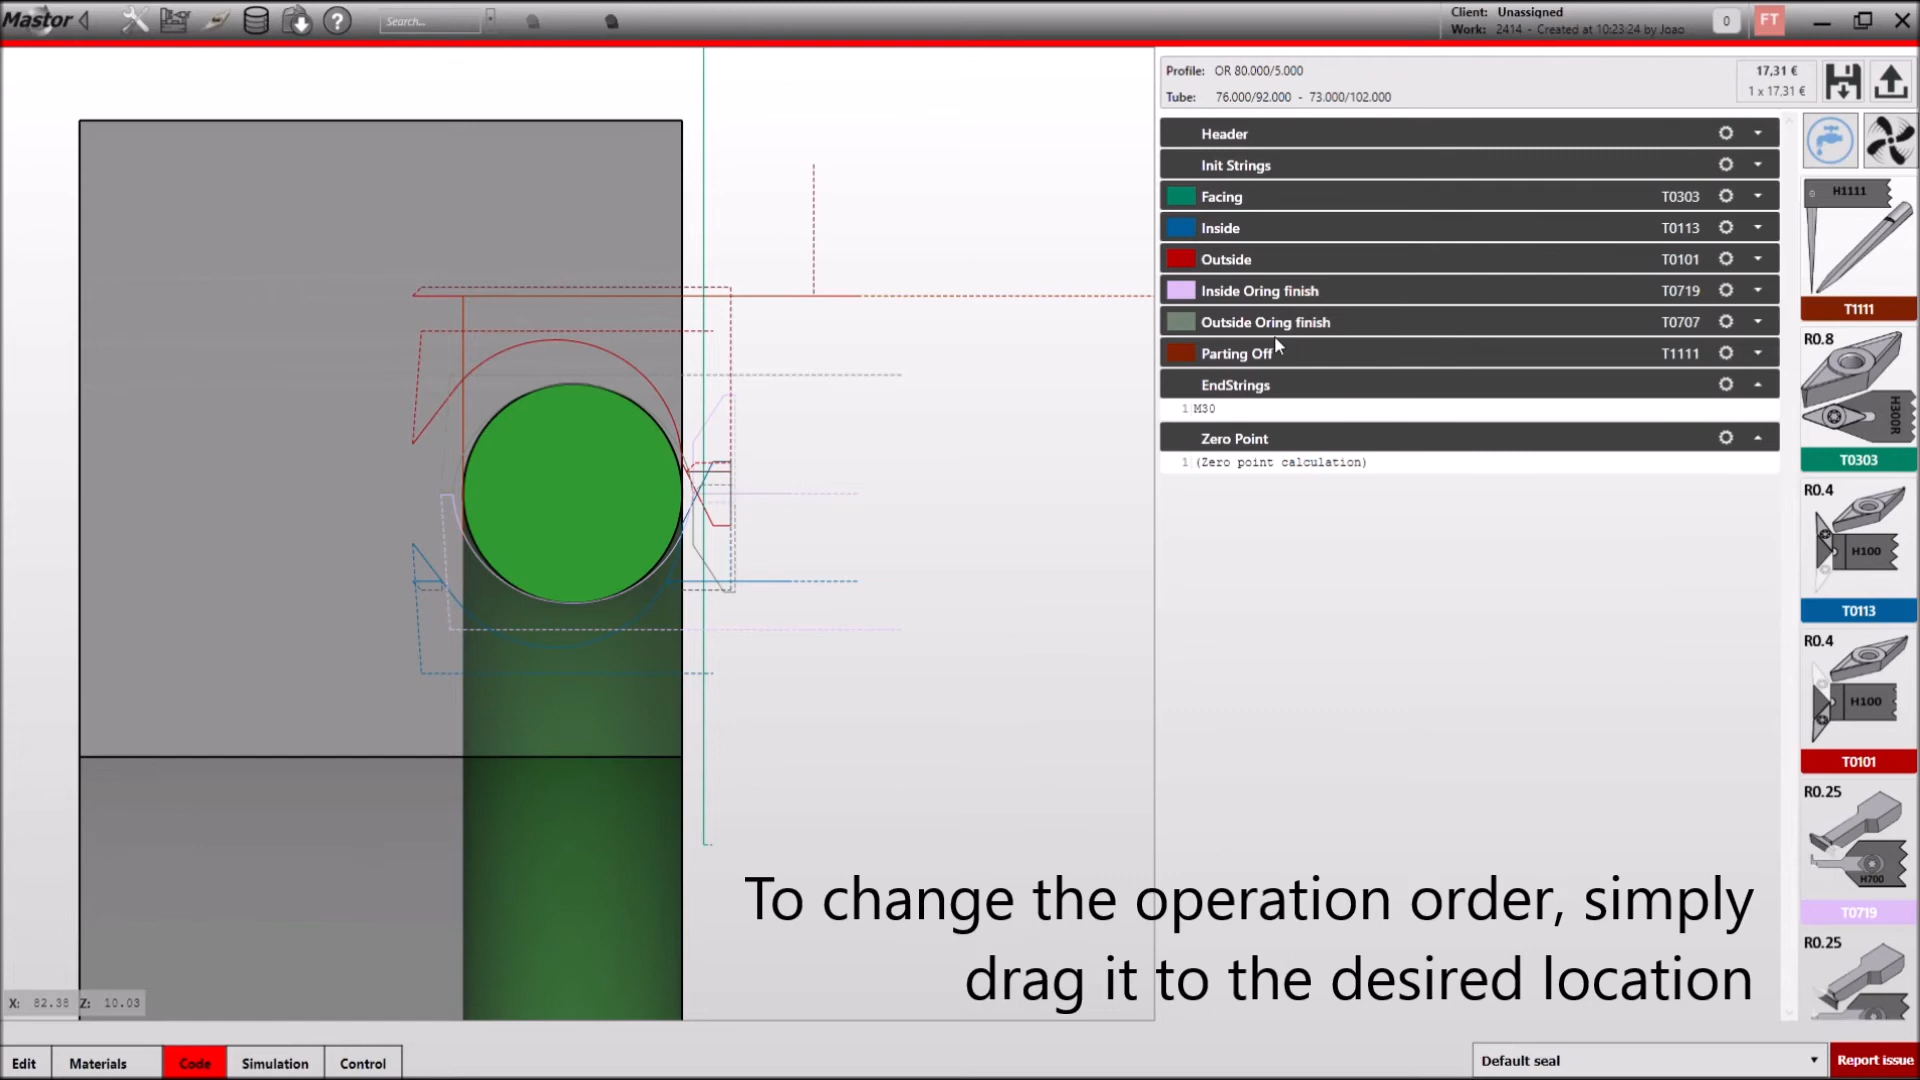 Mastor
Search...
Client: Unassigned
Work: 2414 - Created at 10:23:24 by Joao
0
FT
Profile: OR 80.000/5.000
Tube: 76.000/92.000 - 73.000/102.000
17,31 €
1 x 17,31 €
Header
Init Strings
Facing T0303
Inside T0113
Outside T0101
Inside Oring finish T0719
Outside Oring finish T0707
Parting Off T1111
EndStrings
1 M30
Zero Point
1 (Zero point calculation)
H1111
T1111
R0.8
H300R
T0303
R0.4
H100
T0113
R0.4
H100
T0101
R0.25
H700
T0719
R0.25
To change the operation order, simply
drag it to the desired location
X: 82.38 Z: 10.03
Edit
Materials
Code
Simulation
Control
Default seal
Report issue